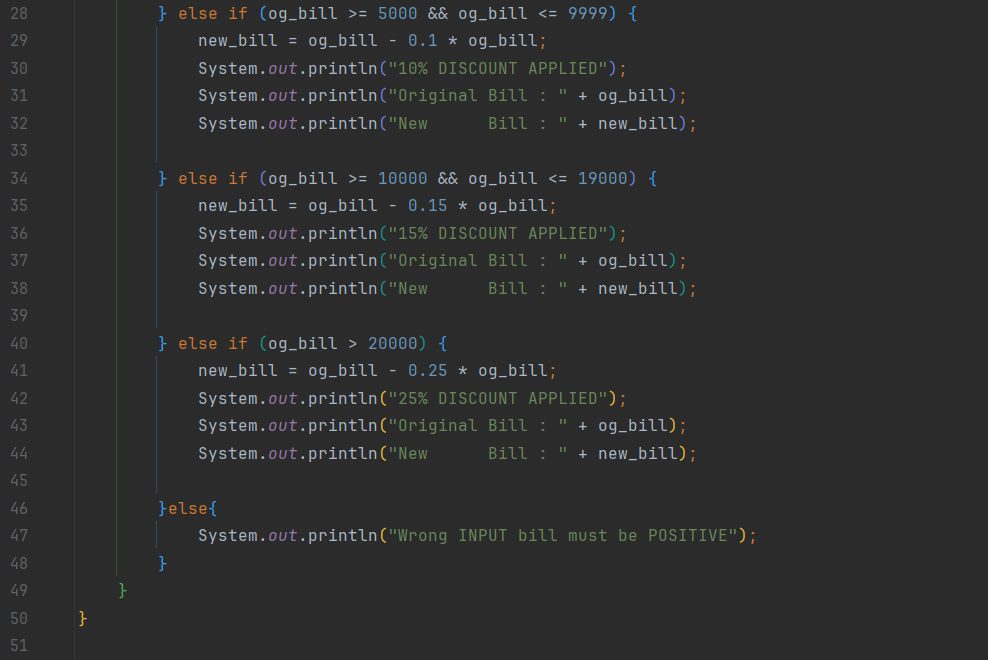 28 } else if (og_bill >= 5000 && og_bill <= 9999) {
29 new_bill = og_bill - 0.1 * og_bill;
30 System.out.println("10% DISCOUNT APPLIED");
31 System.out.println("Original Bill : " + og_bill);
32 System.out.println("New      Bill : " + new_bill);
33
34 } else if (og_bill >= 10000 && og_bill <= 19000) {
35 new_bill = og_bill - 0.15 * og_bill;
36 System.out.println("15% DISCOUNT APPLIED");
37 System.out.println("Original Bill : " + og_bill);
38 System.out.println("New      Bill : " + new_bill);
39
40 } else if (og_bill > 20000) {
41 new_bill = og_bill - 0.25 * og_bill;
42 System.out.println("25% DISCOUNT APPLIED");
43 System.out.println("Original Bill : " + og_bill);
44 System.out.println("New      Bill : " + new_bill);
45
46 }else{
47 System.out.println("Wrong INPUT bill must be POSITIVE");
48 }
49 }
50 }
51